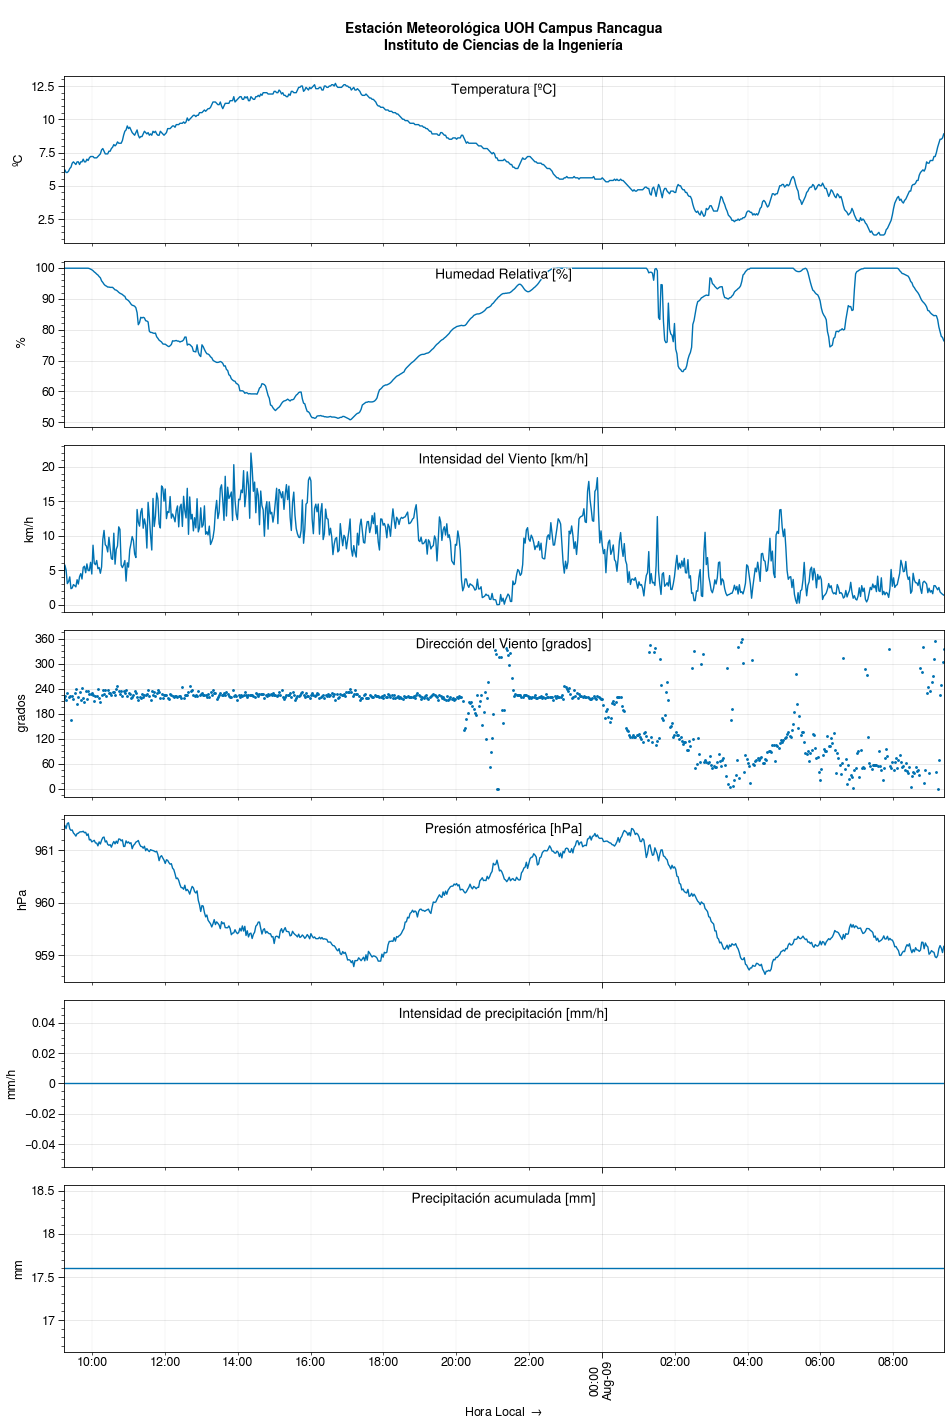 Estación Meteorológica UOH Campus Rancagua
Instituto de Ciencias de la Ingeniería
Temperatura [ºC]
ºC
12.5
10
7.5
5
2.5
Humedad Relativa [%]
%
100
90
80
70
60
50
Intensidad del Viento [km/h]
km/h
20
15
10
5
0
Dirección del Viento [grados]
grados
360
300
240
180
120
60
0
Presión atmosférica [hPa]
hPa
961
960
959
Intensidad de precipitación [mm/h]
mm/h
0.04
0.02
0
−0.02
−0.04
Precipitación acumulada [mm]
mm
18.5
18
17.5
17
10:00 12:00 14:00 16:00 18:00 20:00 22:00 00:00 02:00 04:00 06:00 08:00
Aug-09
Hora Local →